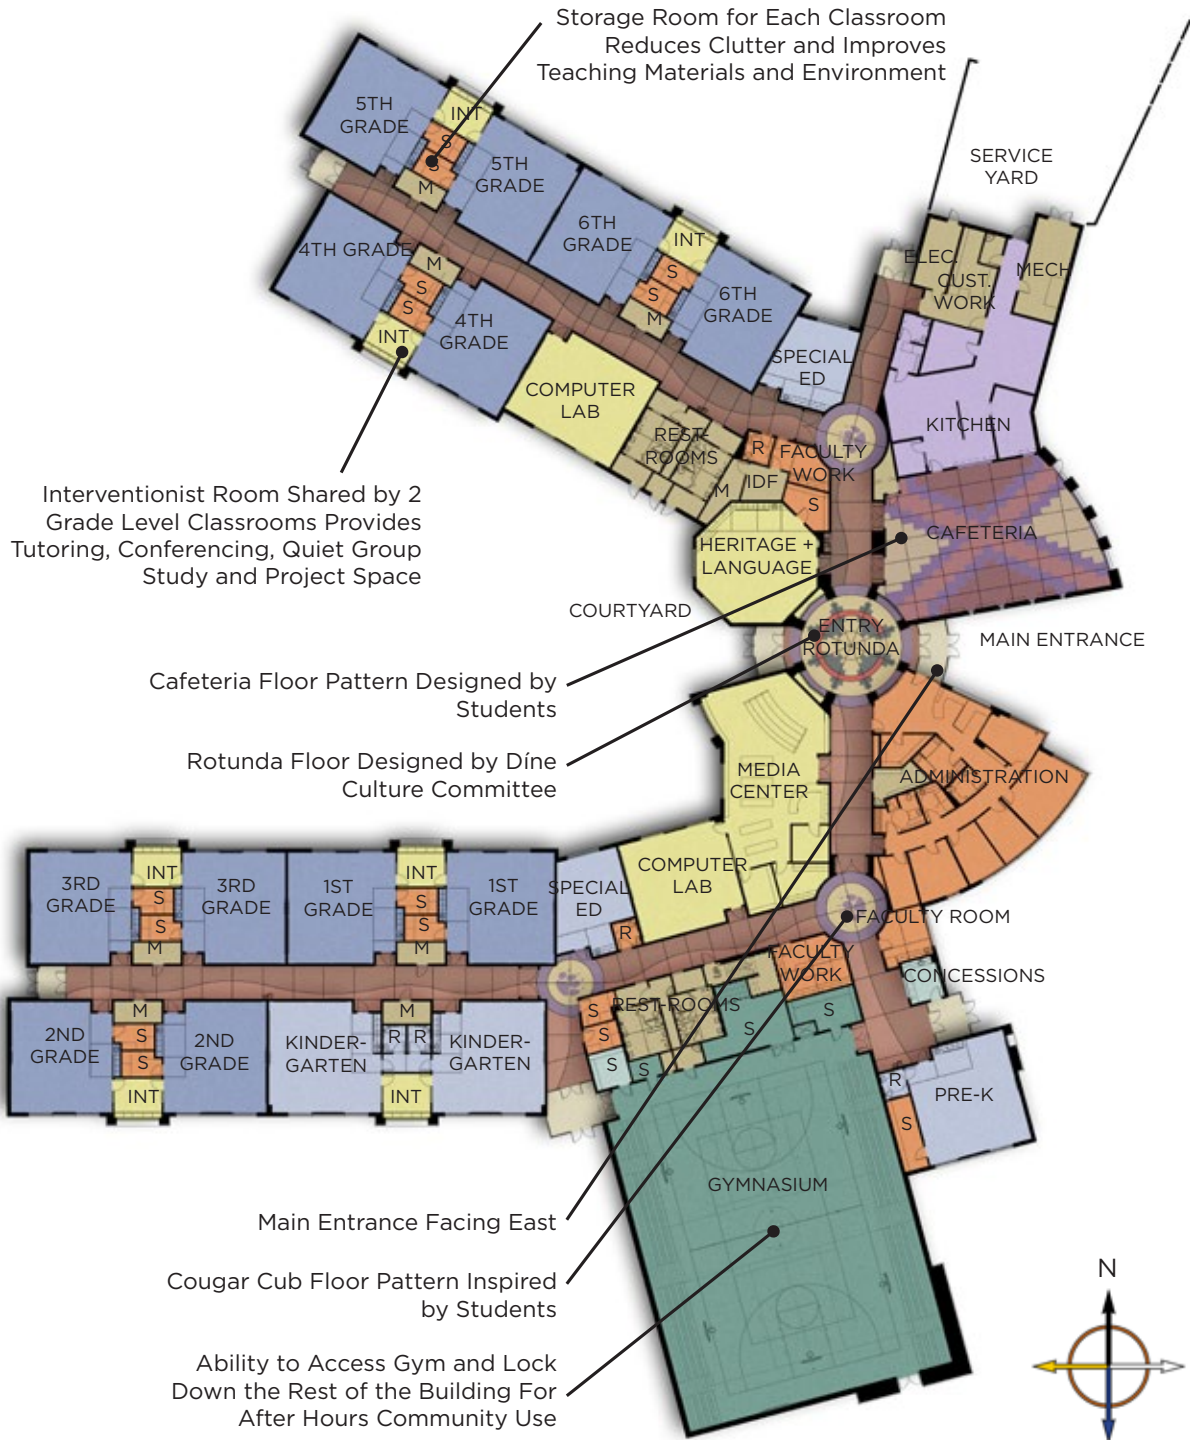 Storage Room for Each Classroom
Reduces Clutter and Improves
Teaching Materials and Environment
SERVICE
YARD
5TH
GRADE
INT
S
S
M
5TH
GRADE
4TH GRADE
M
S
S
INT
4TH
GRADE
6TH
GRADE
INT
S
S
M
6TH
GRADE
ELEC.
CUST.
WORK
MECH
SPECIAL
ED
COMPUTER
LAB
REST-
ROOMS
R
FACULTY
WORK
IDF
M
S
KITCHEN
CAFETERIA
HERITAGE +
LANGUAGE
COURTYARD
ENTRY
ROTUNDA
MAIN ENTRANCE
Interventionist Room Shared by 2
Grade Level Classrooms Provides
Tutoring, Conferencing, Quiet Group
Study and Project Space
Cafeteria Floor Pattern Designed by
Students
Rotunda Floor Designed by Díne
Culture Committee
MEDIA
CENTER
ADMINISTRATION
3RD
GRADE
INT
S
S
M
3RD
GRADE
1ST
GRADE
INT
S
S
M
1ST
GRADE
SPECIAL
ED
R
COMPUTER
LAB
FACULTY ROOM
FACULTY
WORK
CONCESSIONS
2ND
GRADE
M
S
S
INT
2ND
GRADE
KINDER-
GARTEN
M
R R
INT
KINDER-
GARTEN
S
S
S
S
REST-ROOMS
S
S
R
S
PRE-K
GYMNASIUM
Main Entrance Facing East
Cougar Cub Floor Pattern Inspired
by Students
Ability to Access Gym and Lock
Down the Rest of the Building For
After Hours Community Use
N